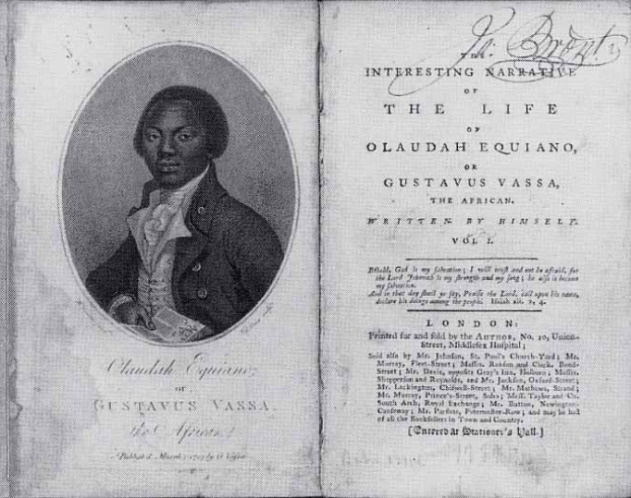 Olaudah Equiano;
or
GUSTAVUS VASSA,
the African.
Published March 1 1789 by G. Vassa
THE
INTERESTING NARRATIVE
OF
THE LIFE
OF
OLAUDAH EQUIANO,
OR
GUSTAVUS VASSA,
THE AFRICAN.
WRITTEN BY HIMSELF.
VOL I.
Behold, God is my salvation; I will trust and not be afraid, for
the Lord Jehovah is my strength and my song; he also is become
my salvation.
And in that day shall ye say, Praise the Lord, call upon his name,
declare his doings among the people. Isaiah xii. 2, 4.
LONDON:
Printed for and sold by the AUTHOR, No. 10, Union-
Street, Middlesex Hospital;
Sold also by Mr. Johnson, St. Paul's Church-Yard; Mr.
Murray, Fleet-Street; Messrs. Robson and Clark, Bond-
Street; Mr. Davis, opposite Gray's Inn, Holborn; Messrs.
Shepperson and Reynolds, and Mr. Jackson, Oxford-Street;
Mr. Lackington, Chiswell-Street; Mr. Mathews, Strand;
Mr. Murray, Prince's-Street, Soho; Mess. Taylor and Co.
South Arch, Royal Exchange; Mr. Button, Newington-
Causeway; Mr. Parsons, Paternoster-Row; and may be had
of all the Booksellers in Town and Country.
[Entered at Stationer's Hall.]